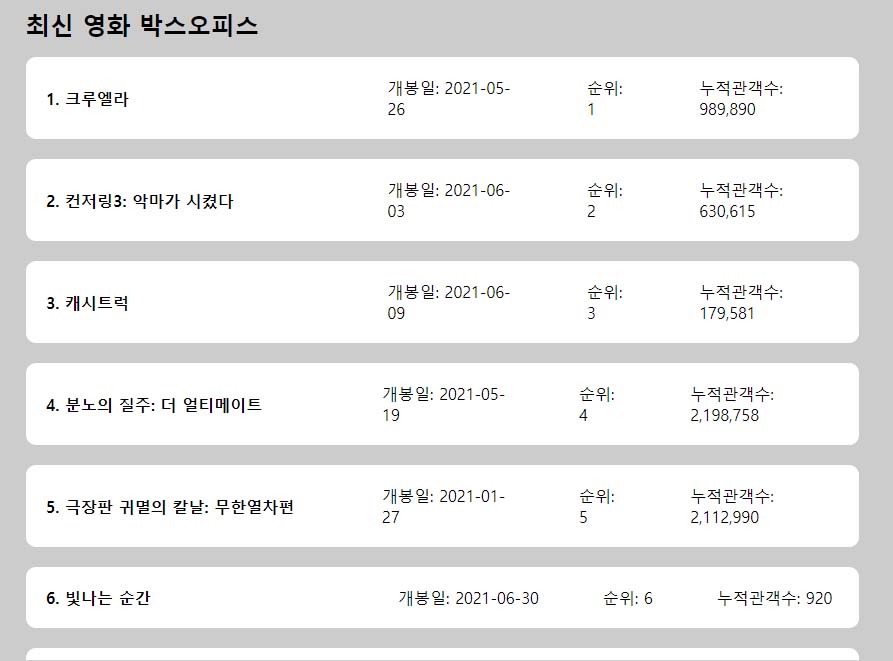 최신 영화 박스오피스
1. 크루엘라
개봉일: 2021-05-
26
순위:
1
누적관객수:
989,890
2. 컨저링3: 악마가 시켰다
개봉일: 2021-06-
03
순위:
2
누적관객수:
630,615
3. 캐시트럭
개봉일: 2021-06-
09
순위:
3
누적관객수:
179,581
4. 분노의 질주: 더 얼티메이트
개봉일: 2021-05-
19
순위:
4
누적관객수:
2,198,758
5. 극장판 귀멸의 칼날: 무한열차편
개봉일: 2021-01-
27
순위:
5
누적관객수:
2,112,990
6. 빛나는 순간
개봉일: 2021-06-30
순위: 6
누적관객수: 920